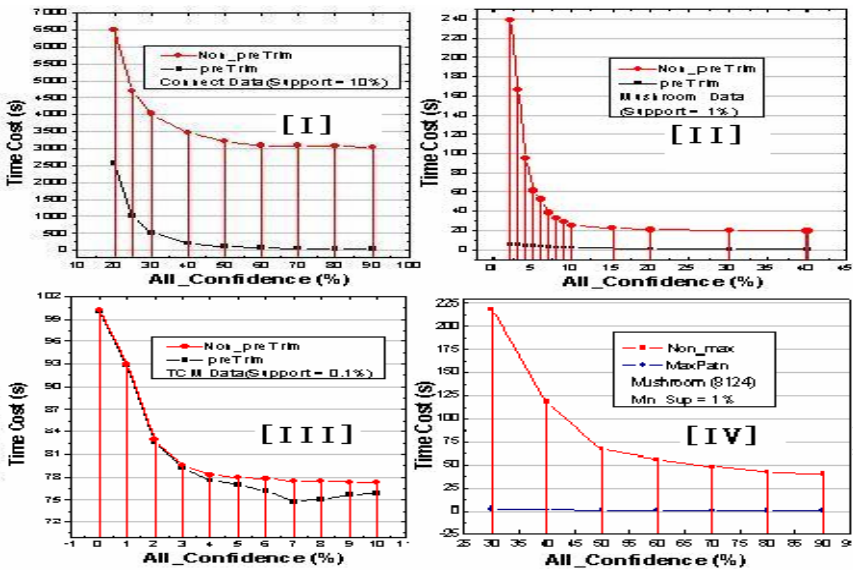 6500
6000
5500
5000
4500
4000
3500
3000
2500
2000
1500
1000
500
0
Time Cost (s)
Non_preTrim
preTrim
Connect Data(Support = 10%)
[I]
10 20 30 40 50 60 70 80 90 100
All_Confidence (%)
240
220
200
180
160
140
120
100
80
60
40
20
0
Time Cost (s)
Non_preTrim
preTrim
Mushroom Data
(Support = 1%)
[II]
0 5 10 15 20 25 30 35 40 45
All_Confidence (%)
102
99
96
93
90
87
84
81
78
75
72
Time Cost (s)
Non_preTrim
preTrim
TCM Data(Support = 0.1%)
[III]
-1 0 1 2 3 4 5 6 7 8 9 10
All_Confidence (%)
225
200
175
150
125
100
75
50
25
0
-25
Time Cost (s)
Non_max
MaxPatn
Mushroom (8124)
Min_Sup = 1%
[IV]
25 30 35 40 45 50 55 60 65 70 75 80 85 90
All_Confidence (%)